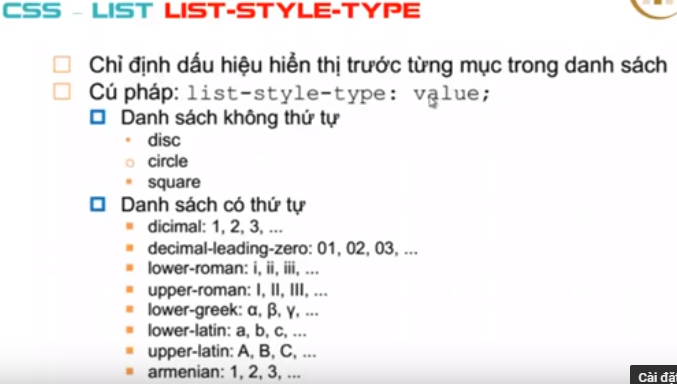 CSS - LIST LIST-STYLE-TYPE
Chỉ định dấu hiệu hiển thị trước từng mục trong danh sách
Cú pháp: list-style-type: value;
Danh sách không thứ tự
disc
circle
square
Danh sách có thứ tự
dicimal: 1, 2, 3, ...
decimal-leading-zero: 01, 02, 03, ...
lower-roman: i, ii, iii, ...
upper-roman: I, II, III, ...
lower-greek: α, β, γ, ...
lower-latin: a, b, c, ...
upper-latin: A, B, C, ...
armenian: 1, 2, 3, ...
Cài đặ